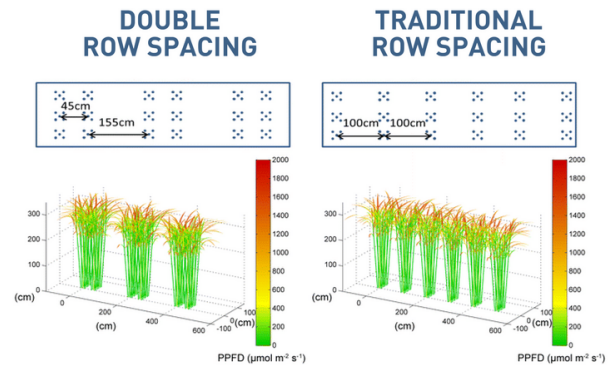 DOUBLE
ROW SPACING
TRADITIONAL
ROW SPACING
45cm
155cm
100cm 100cm
300
200
100
0
(cm)
0
200
400
600
(cm)
-100
0
100
(cm)
2000
1800
1600
1400
1200
1000
800
600
400
200
0
PPFD (μmol m⁻² s⁻¹)
300
200
100
0
(cm)
0
200
400
600
(cm)
-100
0
100
(cm)
2000
1800
1600
1400
1200
1000
800
600
400
200
0
PPFD (μmol m⁻² s⁻¹)